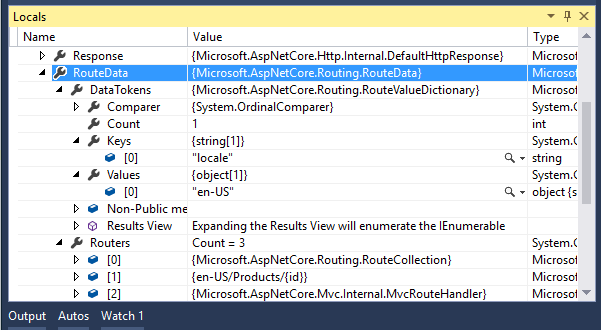 Locals
Name Value Type
Response {Microsoft.AspNetCore.Http.Internal.DefaultHttpResponse} Microsof
RouteData {Microsoft.AspNetCore.Routing.RouteData} Microsof
DataTokens {Microsoft.AspNetCore.Routing.RouteValueDictionary} Microsof
Comparer {System.OrdinalComparer} System.C
Count 1 int
Keys {string[1]} System.C
[0] "locale" string
Values {object[1]} System.C
[0] "en-US" object {s
Non-Public me
Results View Expanding the Results View will enumerate the IEnumerable
Routers Count = 3 System.C
[0] {Microsoft.AspNetCore.Routing.RouteCollection} Microsof
[1] {en-US/Products/{id}} Microsof
[2] {Microsoft.AspNetCore.Mvc.Internal.MvcRouteHandler} Microsof
Output Autos Watch 1